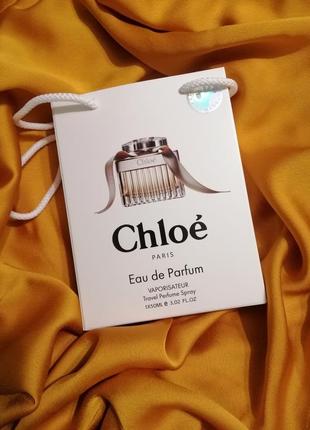 Chloé
PARIS
Eau de Parfum
VAPORISATEUR
Travel Perfume Spray
1X50ML e 3.02 FL.OZ